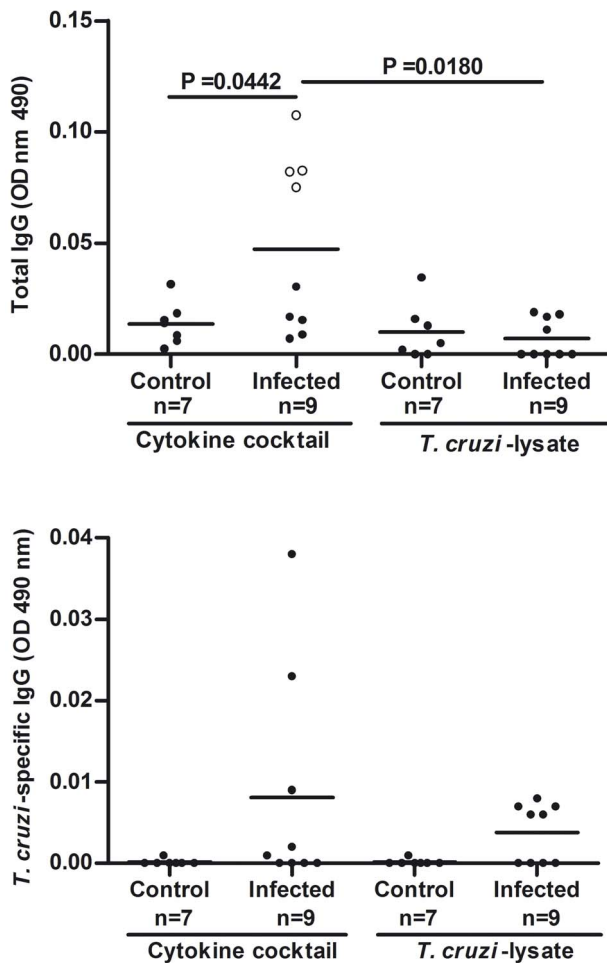 Total IgG (OD nm 490)
0.15
0.10
0.05
0.00
P =0.0442
P =0.0180
Control Infected Control Infected
n=7 n=9 n=7 n=9
Cytokine cocktail T. cruzi -lysate
T. cruzi -specific IgG (OD 490 nm)
0.04
0.03
0.02
0.01
0.00
Control Infected Control Infected
n=7 n=9 n=7 n=9
Cytokine cocktail T. cruzi -lysate